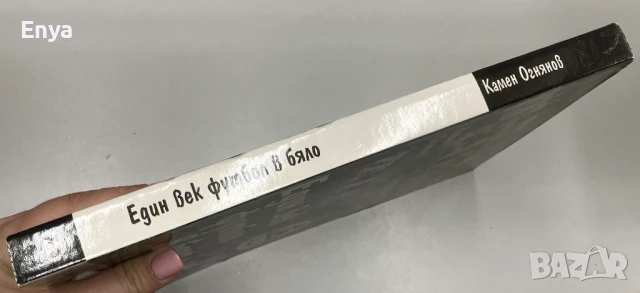 Enya
Камен Огнянов
Един век футбол в бяло
BAZAR